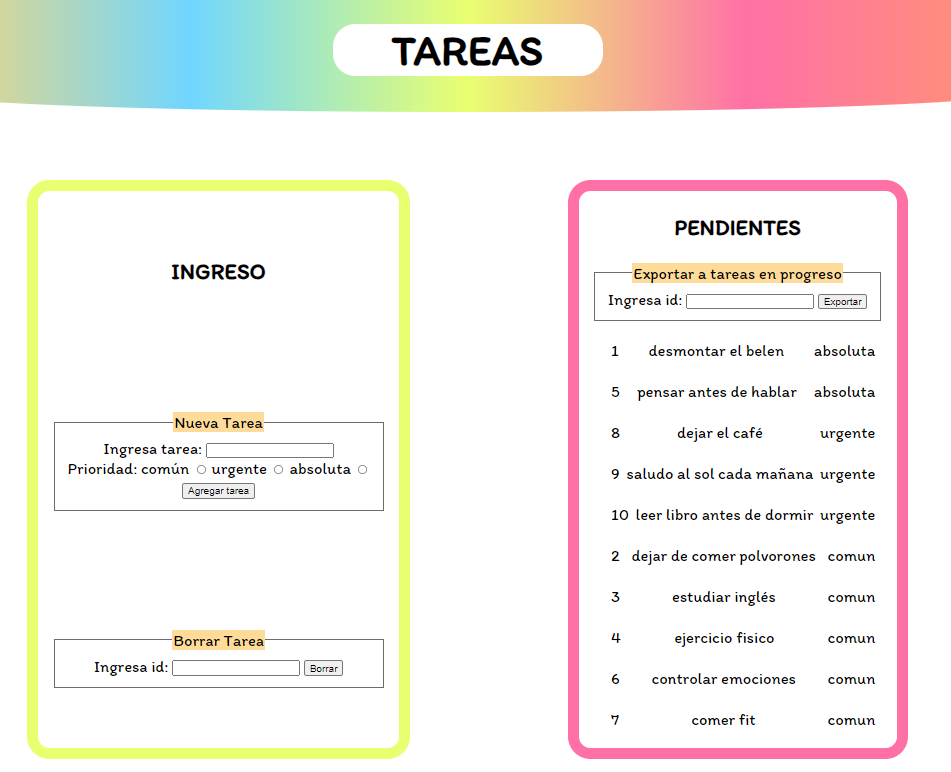 TAREAS
INGRESO
Nueva Tarea
Ingresa tarea:
Prioridad: común urgente absoluta
Agregar tarea
Borrar Tarea
Ingresa id: Borrar
PENDIENTES
Exportar a tareas en progreso
Ingresa id: Exportar
1 desmontar el belen absoluta
5 pensar antes de hablar absoluta
8 dejar el café urgente
9 saludo al sol cada mañana urgente
10 leer libro antes de dormir urgente
2 dejar de comer polvorones comun
3 estudiar inglés comun
4 ejercicio fisico comun
6 controlar emociones comun
7 comer fit comun